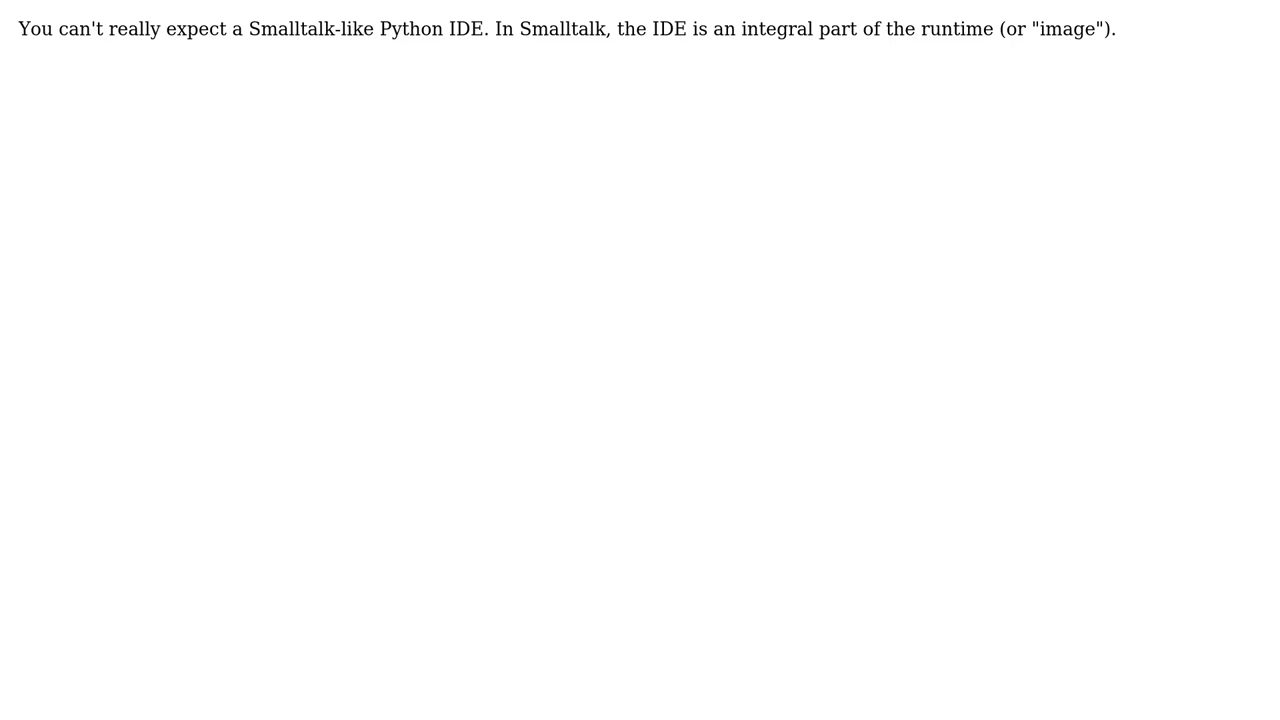 You can't really expect a Smalltalk-like Python IDE. In Smalltalk, the IDE is an integral part of the runtime (or "image").